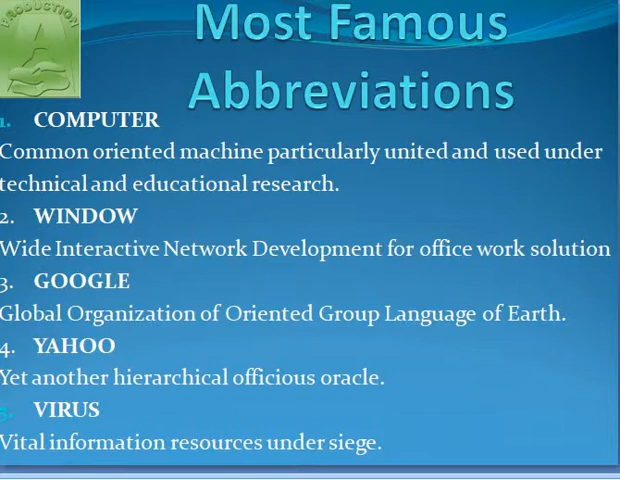 PRODUCTION
Most Famous
Abbreviations
1. COMPUTER
Common oriented machine particularly united and used under
technical and educational research.
2. WINDOW
Wide Interactive Network Development for office work solution
3. GOOGLE
Global Organization of Oriented Group Language of Earth.
4. YAHOO
Yet another hierarchical officious oracle.
5. VIRUS
Vital information resources under siege.